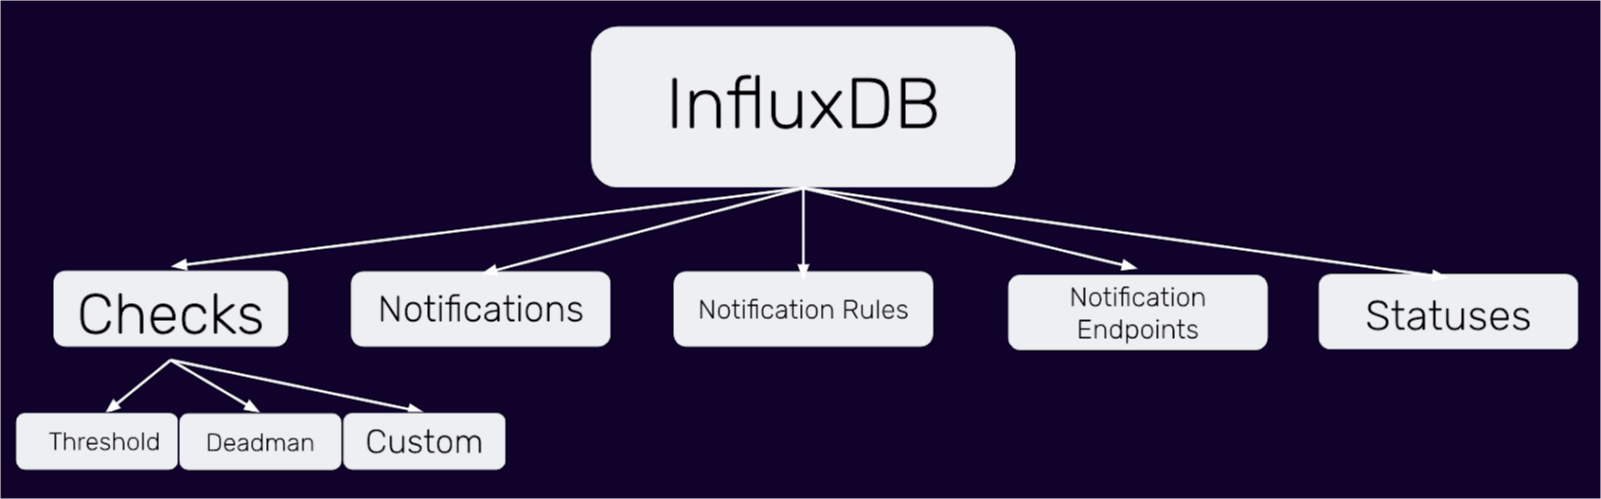 InfluxDB
Checks
Notifications
Notification Rules
Notification
Endpoints
Statuses
Threshold
Deadman
Custom